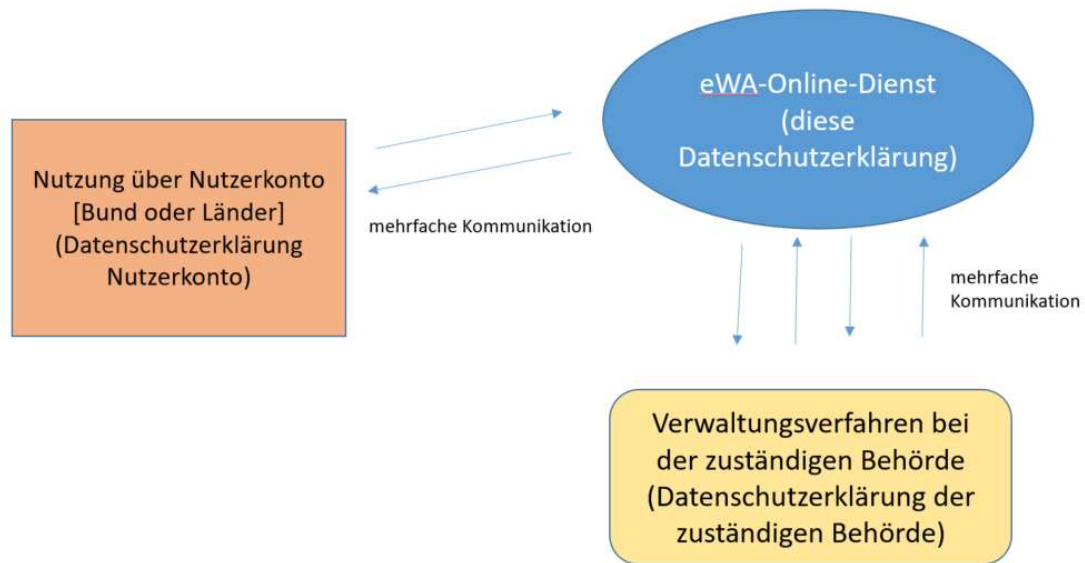 eWA-Online-Dienst
(diese
Datenschutzerklärung)
Nutzung über Nutzerkonto
[Bund oder Länder]
(Datenschutzerklärung
Nutzerkonto)
mehrfache Kommunikation
mehrfache
Kommunikation
Verwaltungsverfahren bei
der zuständigen Behörde
(Datenschutzerklärung der
zuständigen Behörde)